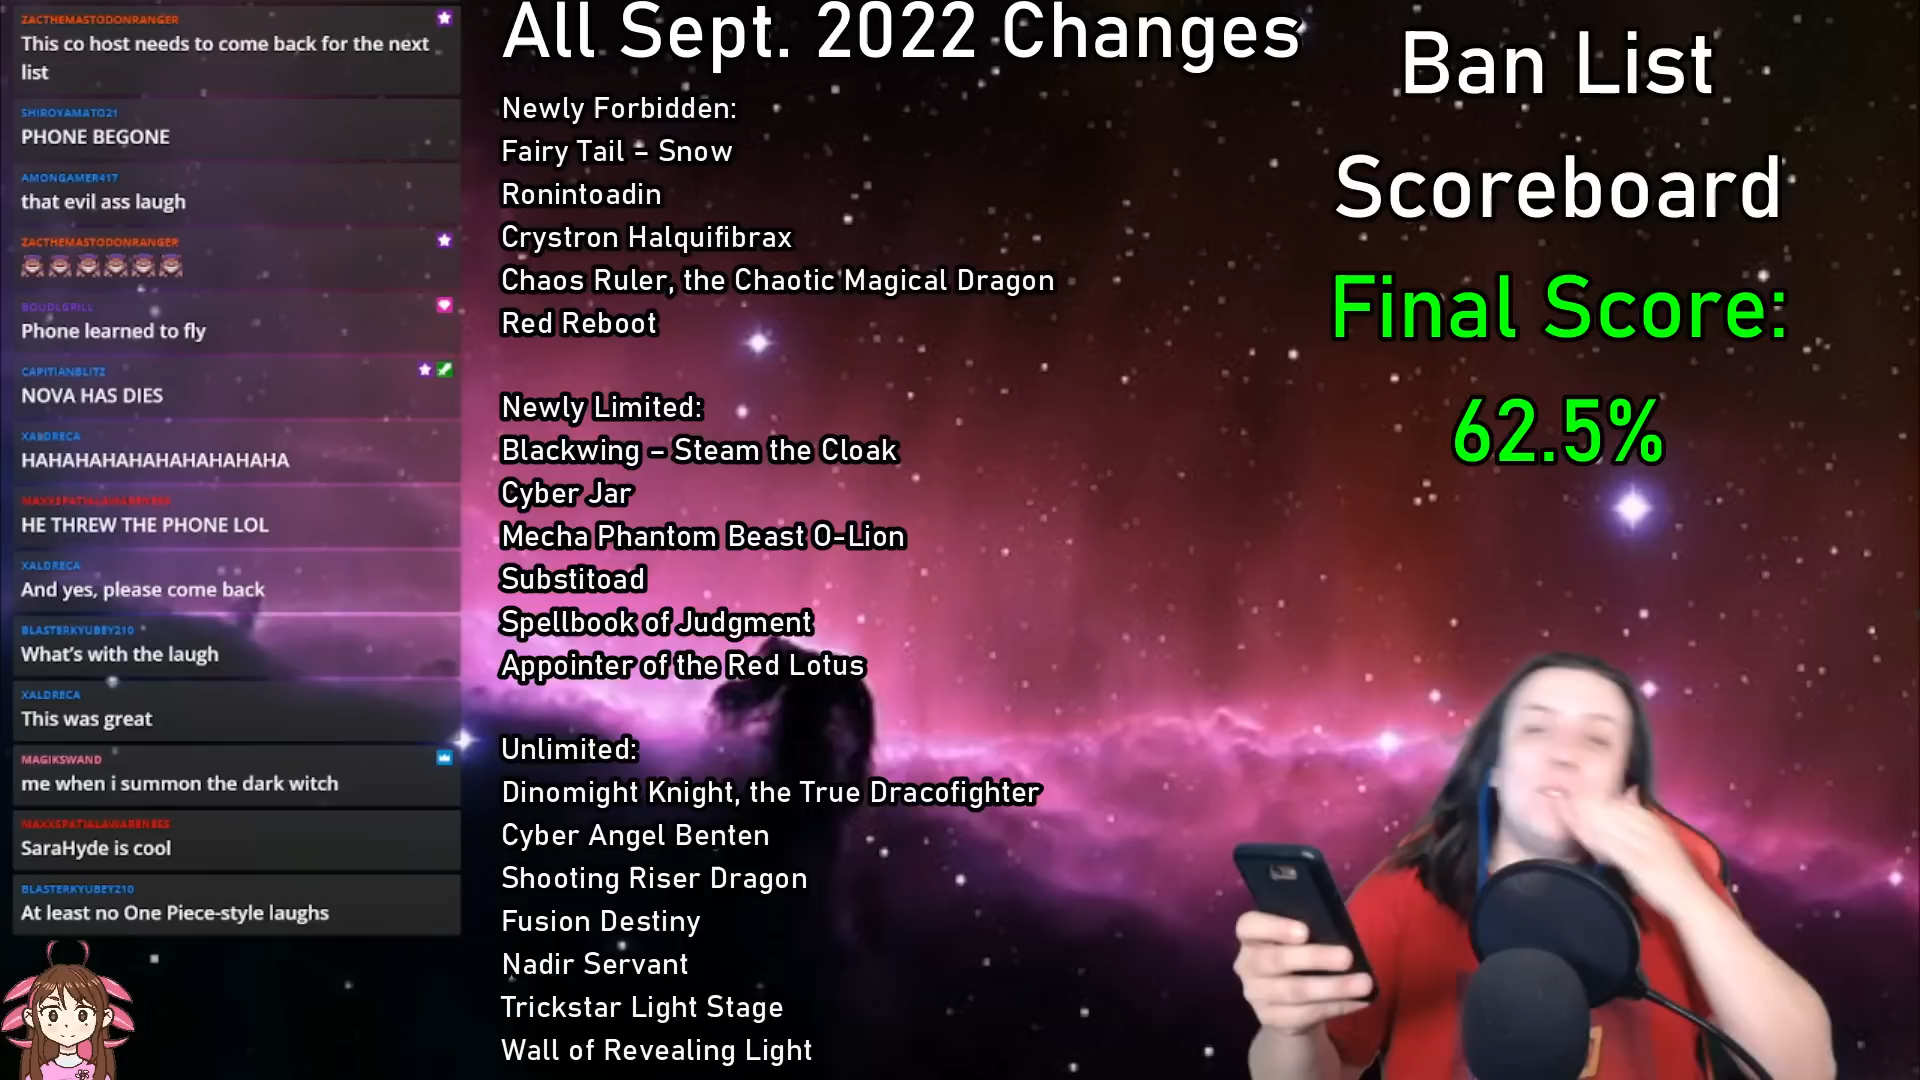 ZACTHEMASTODONRANGER
This co host needs to come back for the next
list
SHIROYAMATO21
PHONE BEGONE
AMONGAMER417
that evil ass laugh
ZACTHEMASTODONRANGER
BOUDLGRILL
Phone learned to fly
CAPITIANBLITZ
NOVA HAS DIES
XALDRECA
HAHAHAHAHAHAHAHAHAHA
MAXXSPATIALAWARENESS
HE THREW THE PHONE LOL
XALDRECA
And yes, please come back
BLASTERKYUBEY210
What's with the laugh
XALDRECA
This was great
MAGIKSWAND
me when i summon the dark witch
MAXXSPATIALAWARENESS
SaraHyde is cool
BLASTERKYUBEY210
At least no One Piece-style laughs
All Sept. 2022 Changes
Newly Forbidden:
Fairy Tail – Snow
Ronintoadin
Crystron Halqifibrax
Chaos Ruler, the Chaotic Magical Dragon
Red Reboot
Newly Limited:
Blackwing – Steam the Cloak
Cyber Jar
Mecha Phantom Beast O-Lion
Substitoad
Spellbook of Judgment
Appointer of the Red Lotus
Unlimited:
Dinomight Knight, the True Dracofighter
Cyber Angel Benten
Shooting Riser Dragon
Fusion Destiny
Nadir Servant
Trickstar Light Stage
Wall of Revealing Light
Ban List
Scoreboard
Final Score:
62.5%